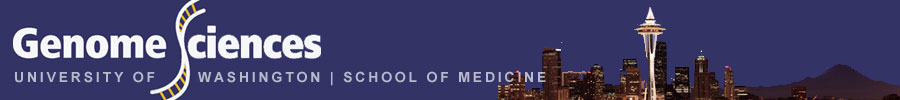 Genome Sciences
UNIVERSITY OF WASHINGTON | SCHOOL OF MEDICINE